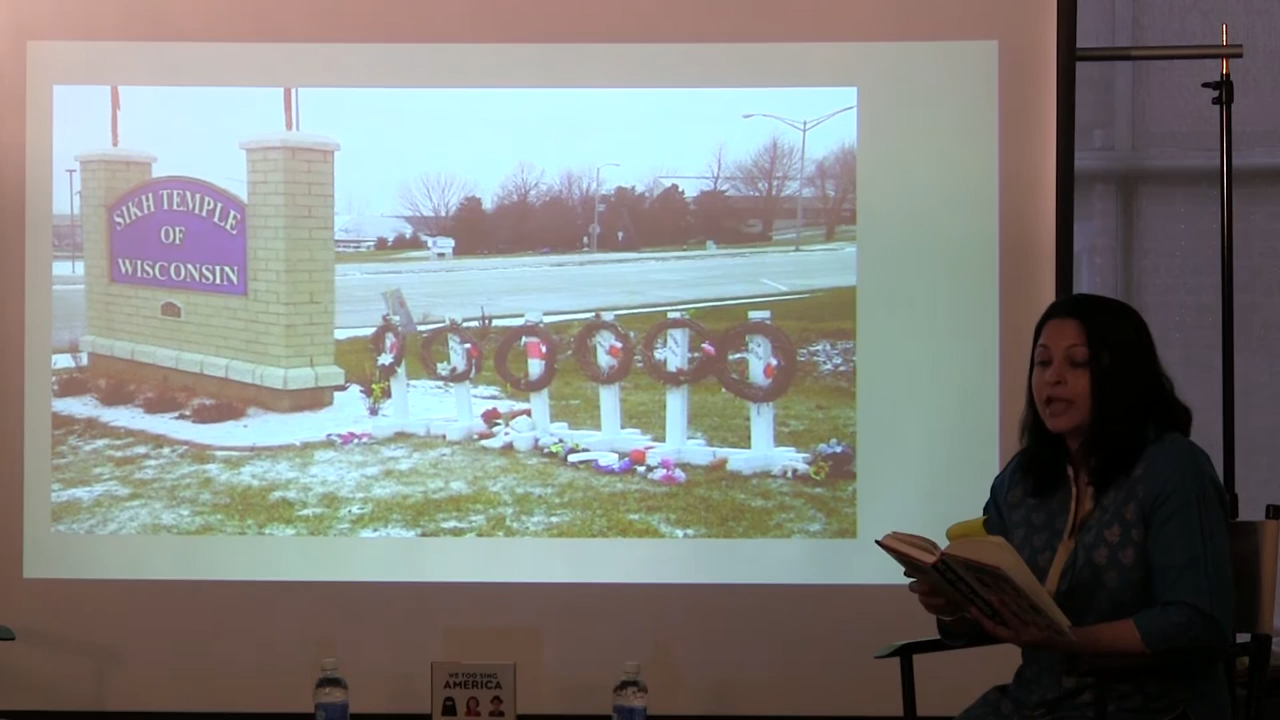 SIKH TEMPLE
OF
WISCONSIN
WE TOO SING
AMERICA